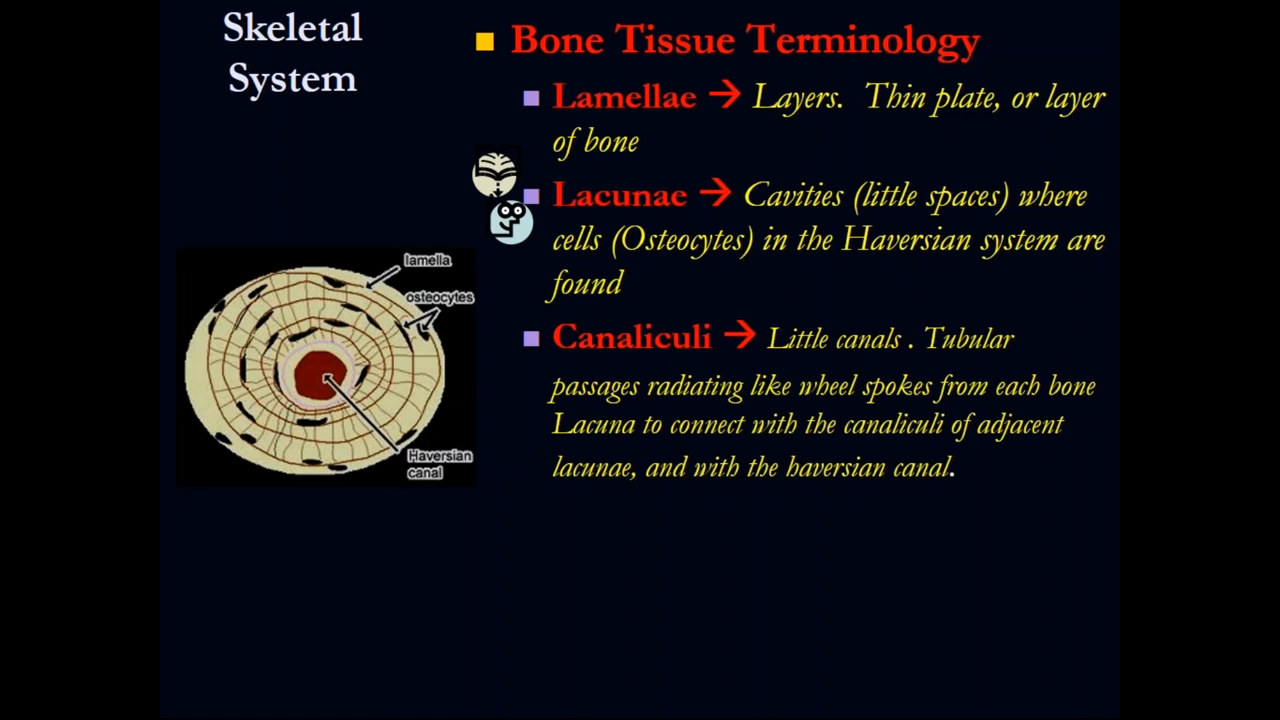 Skeletal
System
Bone Tissue Terminology
Lamellae → Layers. Thin plate, or layer
of bone
Lacunae → Cavities (little spaces) where
cells (Osteocytes) in the Haversian system are
found
Canaliculi → Little canals . Tubular
passages radiating like wheel spokes from each bone
Lacuna to connect with the canaliculi of adjacent
lacunae, and with the haversian canal.
lamella
osteocytes
Haversian
canal